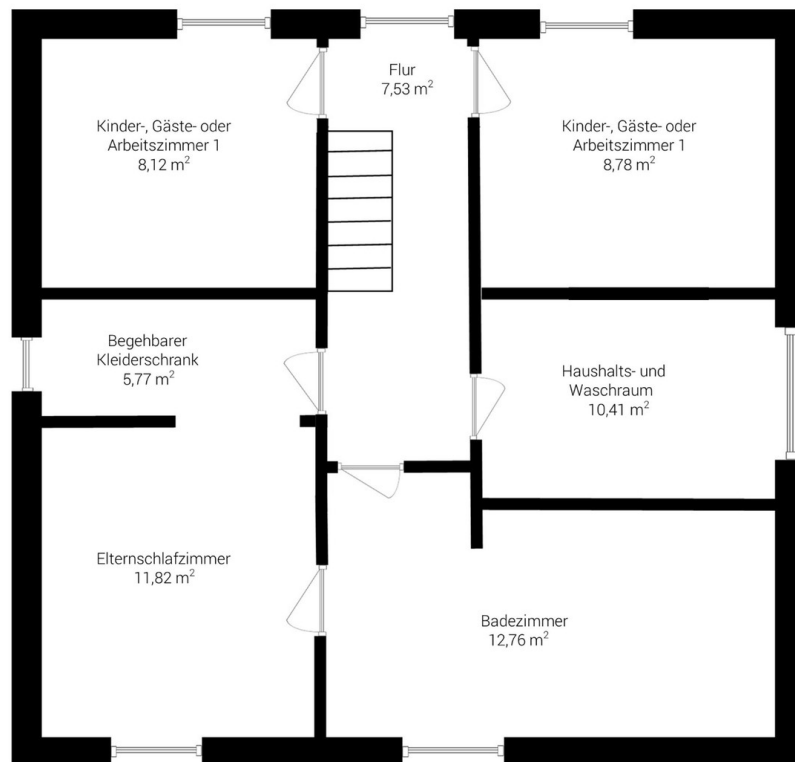 Flur
7,53 m²
Kinder-, Gäste- oder
Arbeitszimmer 1
8,12 m²
Kinder-, Gäste- oder
Arbeitszimmer 1
8,78 m²
Begehbarer
Kleiderschrank
5,77 m²
Haushalts- und
Waschraum
10,41 m²
Elternschlafzimmer
11,82 m²
Badezimmer
12,76 m²